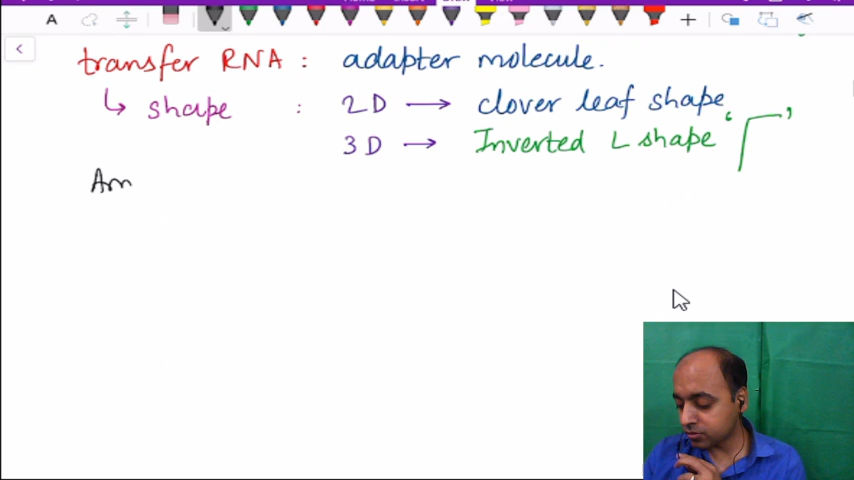 transfer RNA : adapter molecule.
↳ shape : 2D → clover leaf shape
3D → Inverted L shape ‘Γ’
Am